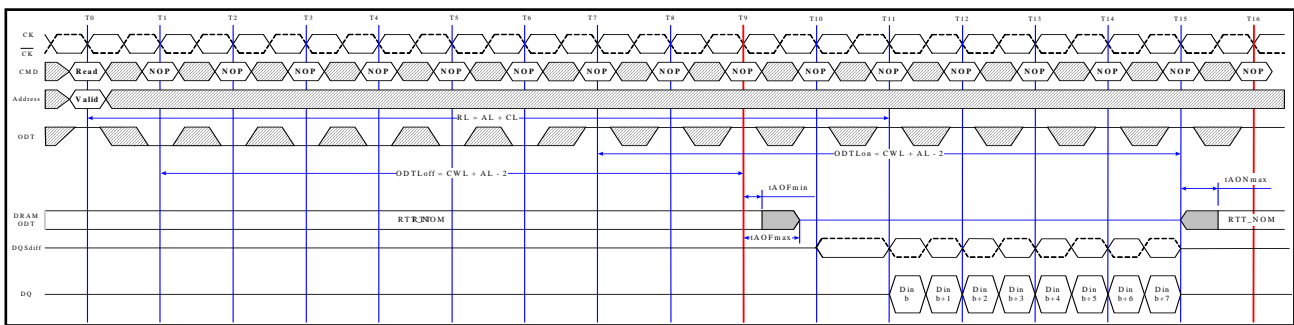 T0 T1 T2 T3 T4 T5 T6 T7 T8 T9 T10 T11 T12 T13 T14 T15 T16
CK
CK
CMD Read NOP NOP NOP NOP NOP NOP NOP NOP NOP NOP NOP NOP NOP NOP NOP NOP
Address Valid
RL = AL + CL
ODT
ODTLon = CWL + AL - 2
ODTLoff = CWL + AL - 2
tAOFmin tAONmax
DRAM ODT RTT_NOM RTT_NOM
tAOFmax
DQSdiff
DQ Din b Din b+1 Din b+2 Din b+3 Din b+4 Din b+5 Din b+6 Din b+7